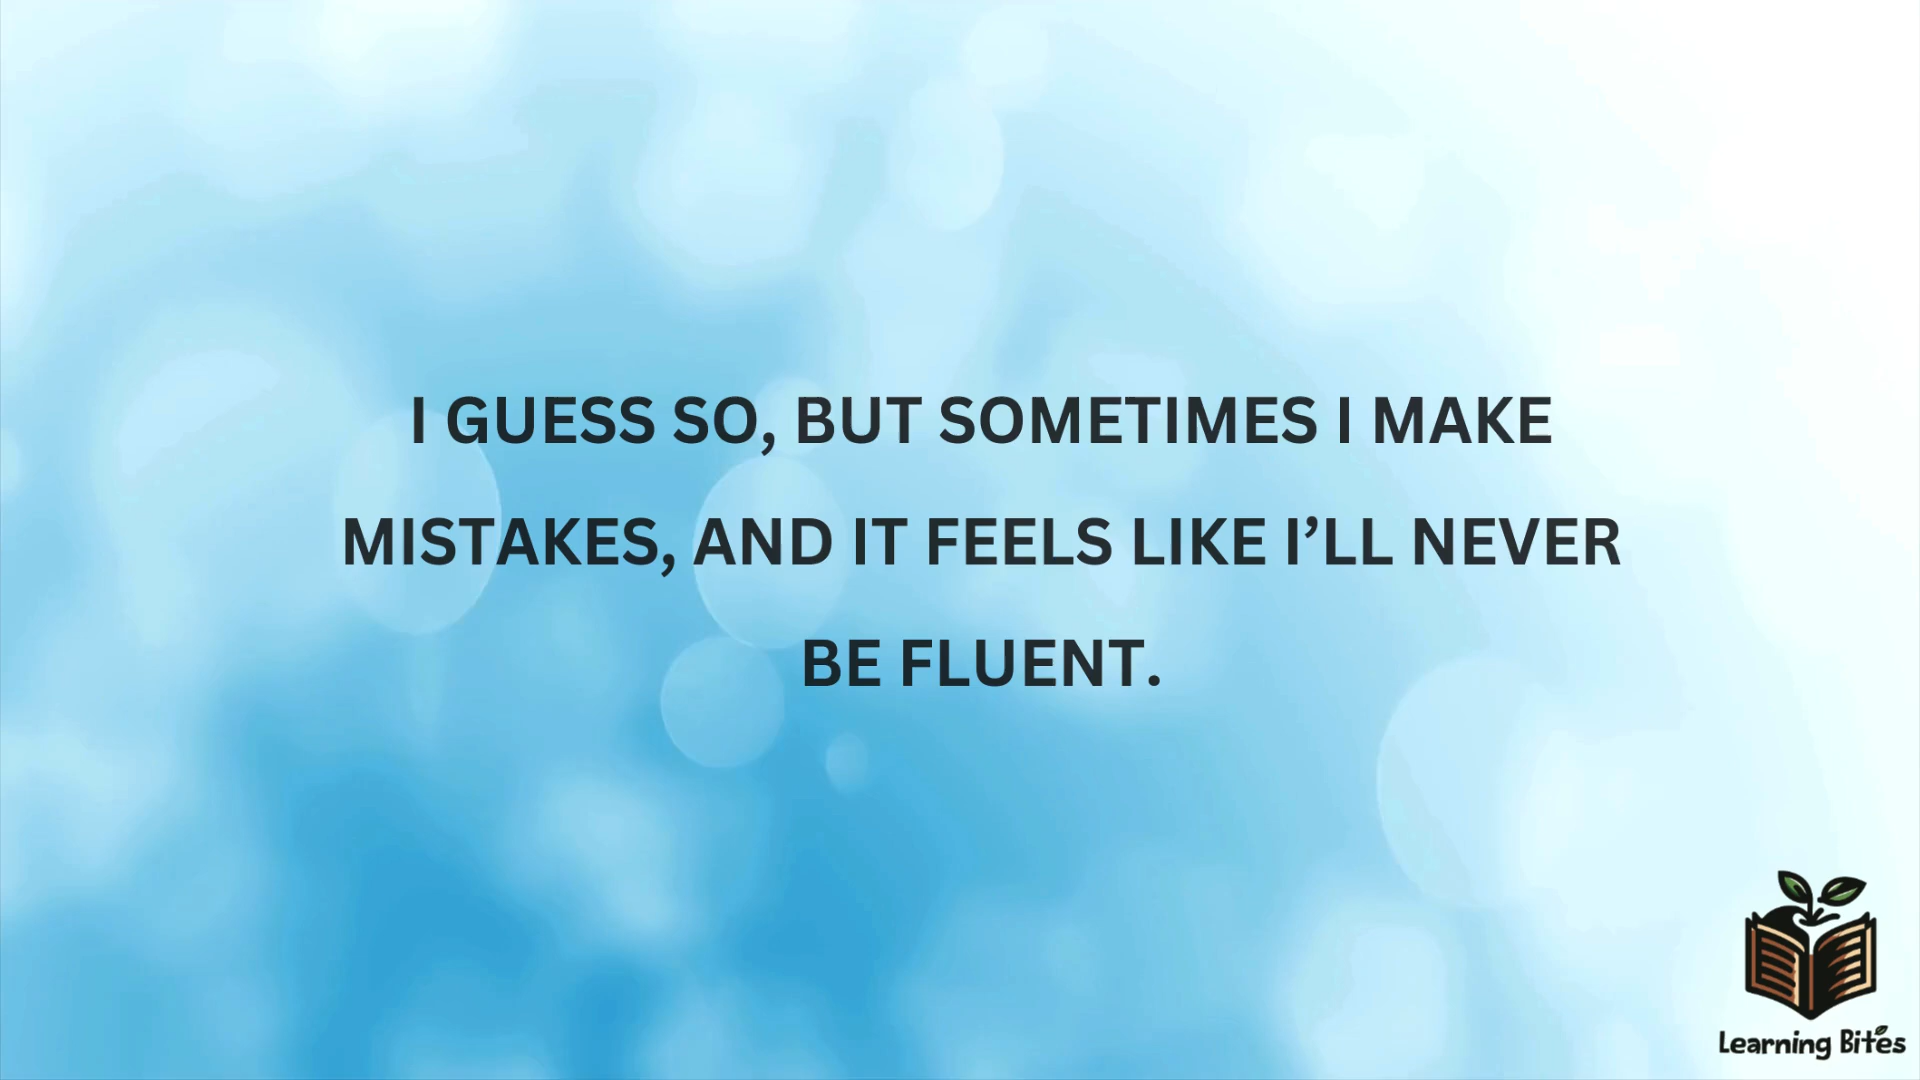 I GUESS SO, BUT SOMETIMES I MAKE
MISTAKES, AND IT FEELS LIKE I’LL NEVER
BE FLUENT.
Learning Bites